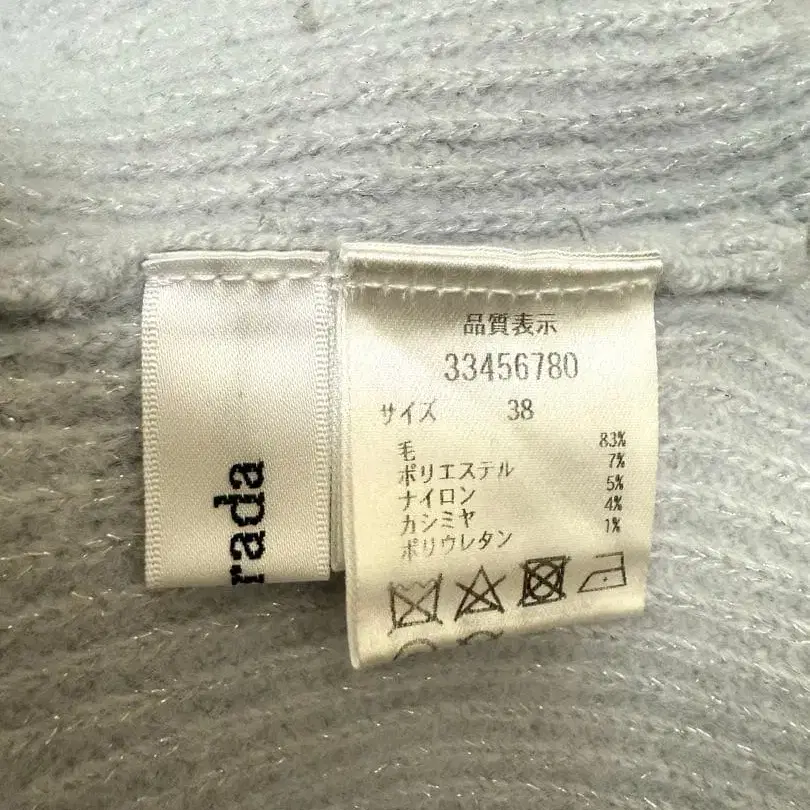 rada
品質表示
33456780
サイズ 38
毛 83%
ポリエステル 7%
ナイロン 5%
カシミヤ 4%
ポリウレタン 1%